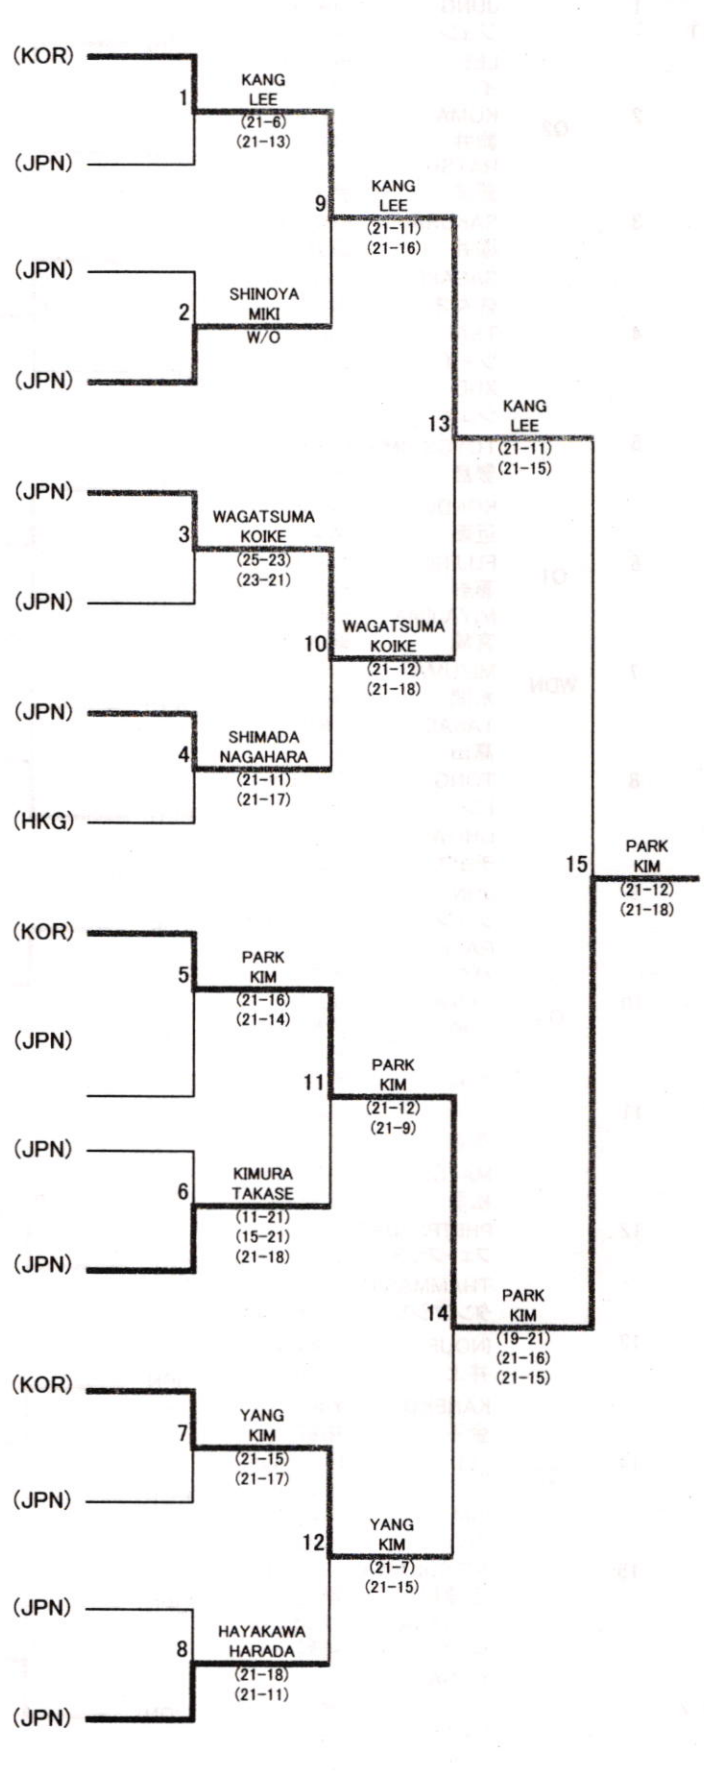 (KOR)
1
KANG
LEE
(21-6)
(21-13)
(JPN)
9
KANG
LEE
(21-11)
(21-16)
(JPN)
2
SHINOYA
MIKI
W/O
(JPN)
13
KANG
LEE
(21-11)
(21-15)
(JPN)
3
WAGATSUMA
KOIKE
(25-23)
(23-21)
(JPN)
10
WAGATSUMA
KOIKE
(21-12)
(21-18)
(JPN)
4
SHIMADA
NAGAHARA
(21-11)
(21-17)
(HKG)
15
PARK
KIM
(21-12)
(21-18)
(KOR)
5
PARK
KIM
(21-16)
(21-14)
(JPN)
11
PARK
KIM
(21-12)
(21-9)
(JPN)
6
KIMURA
TAKASE
(11-21)
(15-21)
(21-18)
(JPN)
14
PARK
KIM
(19-21)
(21-16)
(21-15)
(KOR)
7
YANG
KIM
(21-15)
(21-17)
(JPN)
12
YANG
KIM
(21-7)
(21-15)
(JPN)
8
HAYAKAWA
HARADA
(21-18)
(21-11)
(JPN)